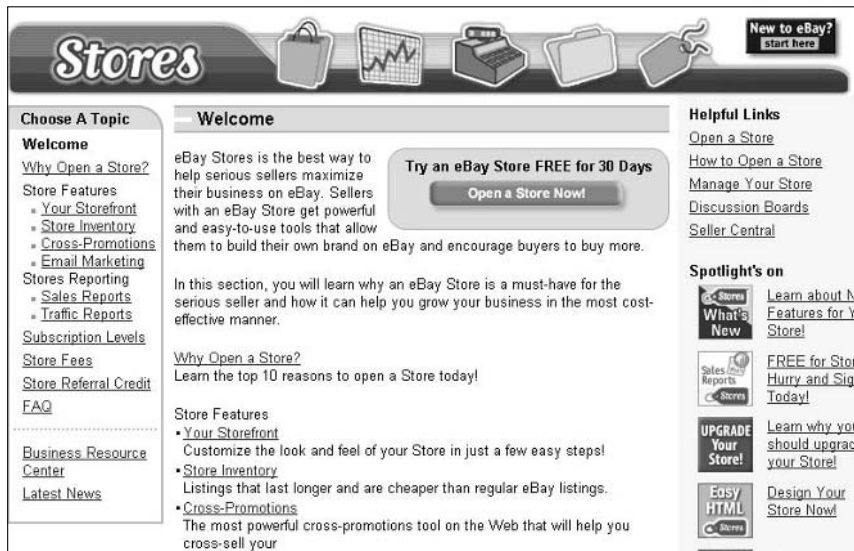 Stores
New to eBay?
start here
Choose A Topic
Welcome
Why Open a Store?
Store Features
Your Storefront
Store Inventory
Cross-Promotions
Email Marketing
Stores Reporting
Sales Reports
Traffic Reports
Subscription Levels
Store Fees
Store Referral Credit
FAQ
Business Resource
Center
Latest News
Welcome
eBay Stores is the best way to
help serious sellers maximize
their business on eBay. Sellers
with an eBay Store get powerful
and easy-to-use tools that allow
them to build their own brand on eBay and encourage buyers to buy more.
Try an eBay Store FREE for 30 Days
Open a Store Now!
In this section, you will learn why an eBay Store is a must-have for the
serious seller and how it can help you grow your business in the most cost-
effective manner.
Why Open a Store?
Learn the top 10 reasons to open a Store today!
Store Features
▪ Your Storefront
Customize the look and feel of your Store in just a few easy steps!
▪ Store Inventory
Listings that last longer and are cheaper than regular eBay listings.
▪ Cross-Promotions
The most powerful cross-promotions tool on the Web that will help you
cross-sell your
Helpful Links
Open a Store
How to Open a Store
Manage Your Store
Discussion Boards
Seller Central
Spotlight's on
Stores
What's
New
Learn about N
Features for Y
Store!
Sales
Reports
Stores
FREE for Stor
Hurry and Sig
Today!
UPGRADE
Your
Store!
Learn why you
should upgrad
your Store!
Easy
HTML
Stores
Design Your
Store Now!